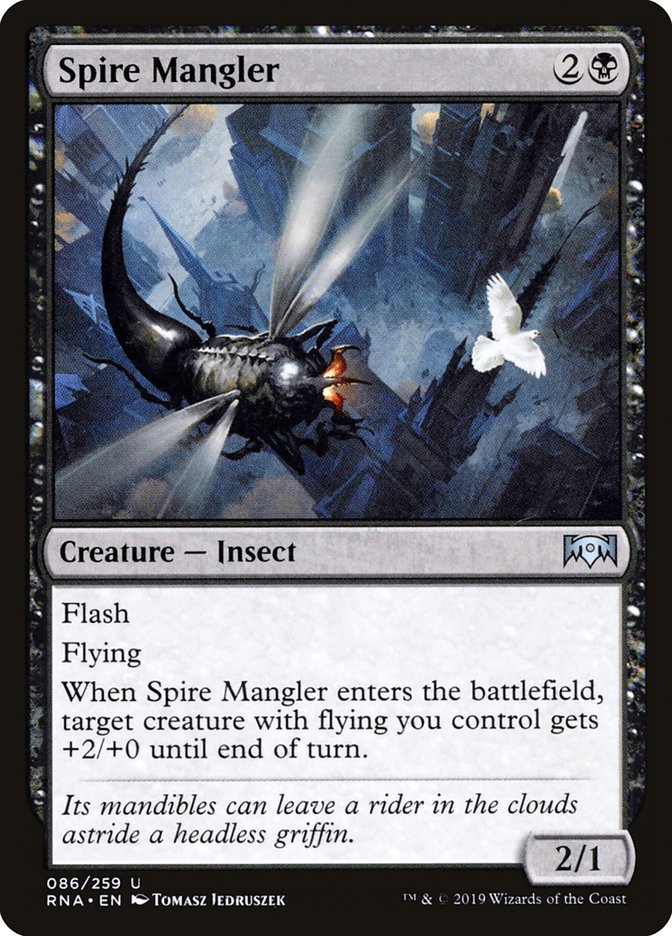 Spire Mangler 2
Creature — Insect
Flash
Flying
When Spire Mangler enters the battlefield,
target creature with flying you control gets
+2/+0 until end of turn.
Its mandibles can leave a rider in the clouds
astride a headless griffin.
2/1
086/259 U
RNA • EN Tomasz Jedruszek
™ & © 2019 Wizards of the Coast